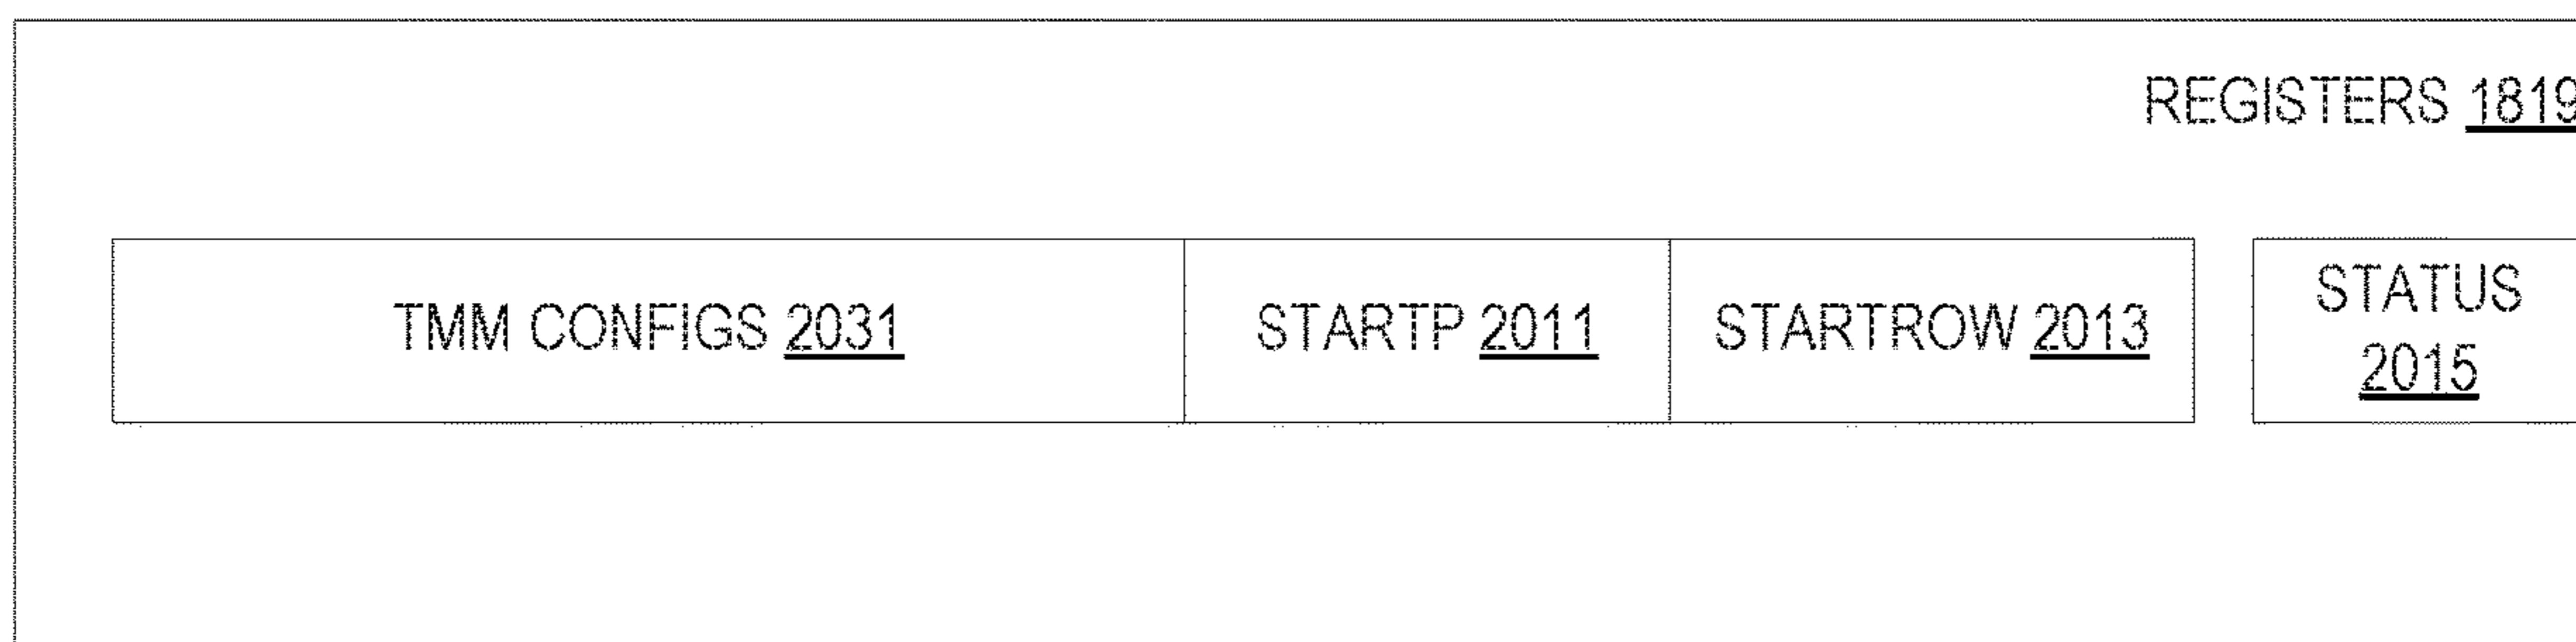 REGISTERS 1819
TMM CONFIGS 2031
STARTP 2011
STARTROW 2013
STATUS
2015